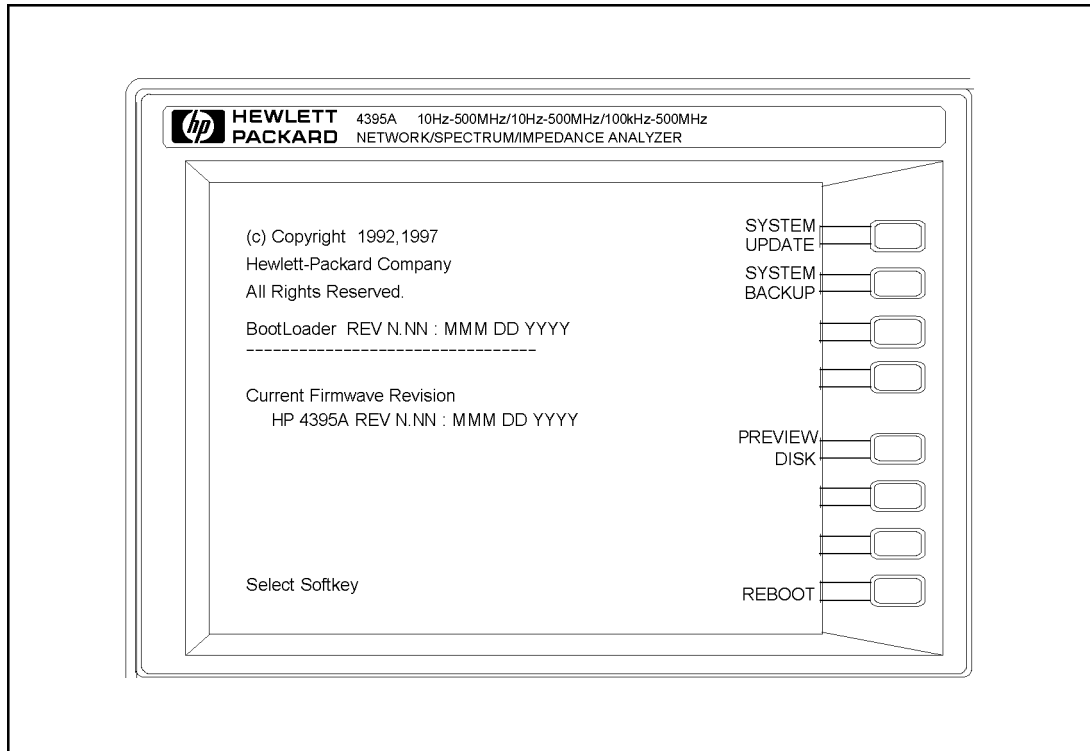 hp HEWLETT PACKARD
4395A 10Hz-500MHz/10Hz-500MHz/100kHz-500MHz
NETWORK/SPECTRUM/IMPEDANCE ANALYZER
(c) Copyright 1992,1997
Hewlett-Packard Company
All Rights Reserved.
BootLoader REV N.NN : MMM DD YYYY
---------------------------------
Current Firmwave Revision
HP 4395A REV N.NN : MMM DD YYYY
Select Softkey
SYSTEM
UPDATE
SYSTEM
BACKUP
PREVIEW
DISK
REBOOT